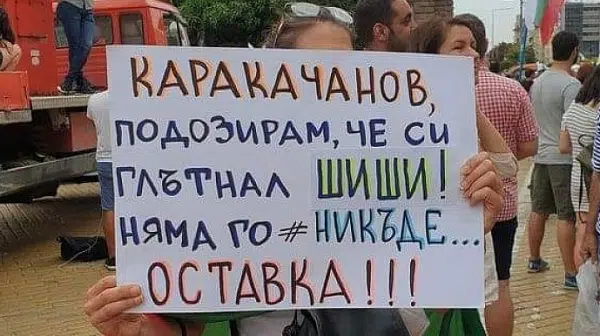 КАРАКАЧАНОВ,
ПОДОЗИРАМ, ЧЕ СИ
ГЛЪТНАЛ ШИШИ!
НЯМА ГО # НИКЪДЕ...
ОСТАВКА!!!